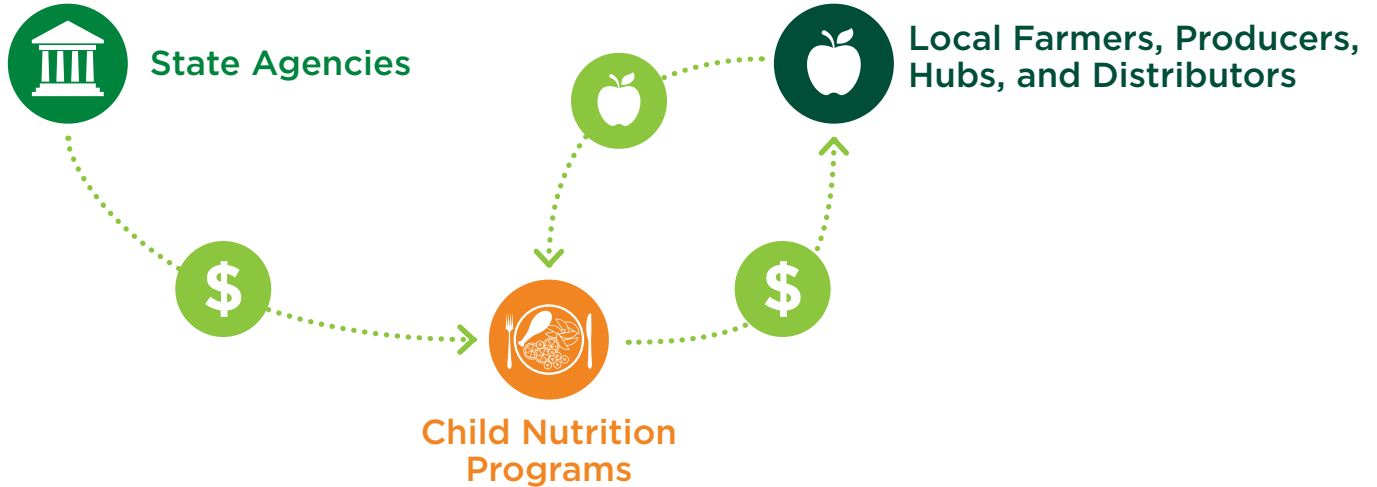 State Agencies
Local Farmers, Producers,
Hubs, and Distributors
$
$
Child Nutrition
Programs